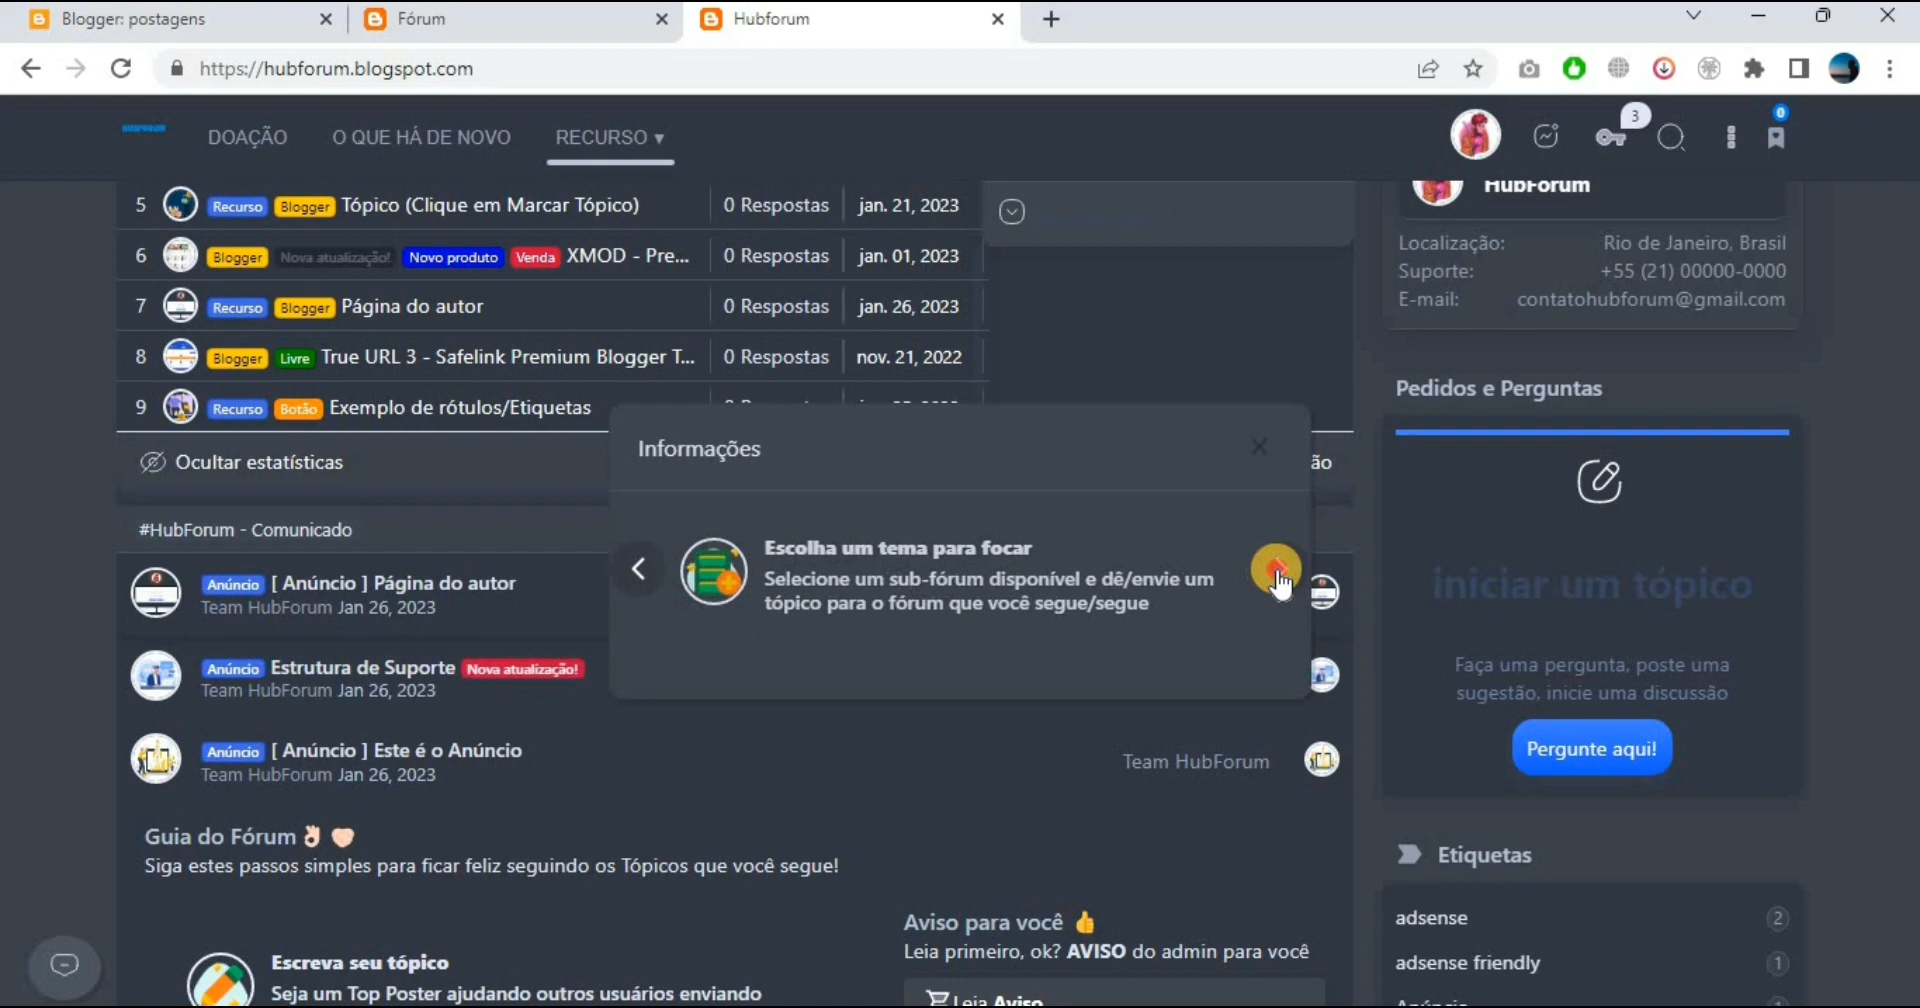 Blogger: postagens
Fórum
Hubforum
https://hubforum.blogspot.com
HUBFORUM
DOAÇÃO
O QUE HÁ DE NOVO
RECURSO ▾
3
0
5 Recurso Blogger Tópico (Clique em Marcar Tópico) 0 Respostas jan. 21, 2023
6 Blogger Nova atualização! Novo produto Venda XMOD - Pre... 0 Respostas jan. 01, 2023
7 Recurso Blogger Página do autor 0 Respostas jan. 26, 2023
8 Blogger Livre True URL 3 - Safelink Premium Blogger T... 0 Respostas nov. 21, 2022
9 Recurso Botão Exemplo de rótulos/Etiquetas
Ocultar estatísticas
ão
#HubForum - Comunicado
Anúncio [ Anúncio ] Página do autor
Team HubForum Jan 26, 2023
Anúncio Estrutura de Suporte Nova atualização!
Team HubForum Jan 26, 2023
Anúncio [ Anúncio ] Este é o Anúncio
Team HubForum Jan 26, 2023
Team HubForum
Informações
Escolha um tema para focar
Selecione um sub-fórum disponível e dê/envie um
tópico para o fórum que você segue/segue
Guia do Fórum 👌🏻 🤝🏻
Siga estes passos simples para ficar feliz seguindo os Tópicos que você segue!
Escreva seu tópico
Seja um Top Poster ajudando outros usuários enviando
Aviso para você 👍
Leia primeiro, ok? AVISO do admin para você
Leia Aviso
HubForum
Localização: Rio de Janeiro, Brasil
Suporte: +55 (21) 00000-0000
E-mail: contatohubforum@gmail.com
Pedidos e Perguntas
iniciar um tópico
Faça uma pergunta, poste uma
sugestão, inicie uma discussão
Pergunte aqui!
Etiquetas
adsense 2
adsense friendly 1